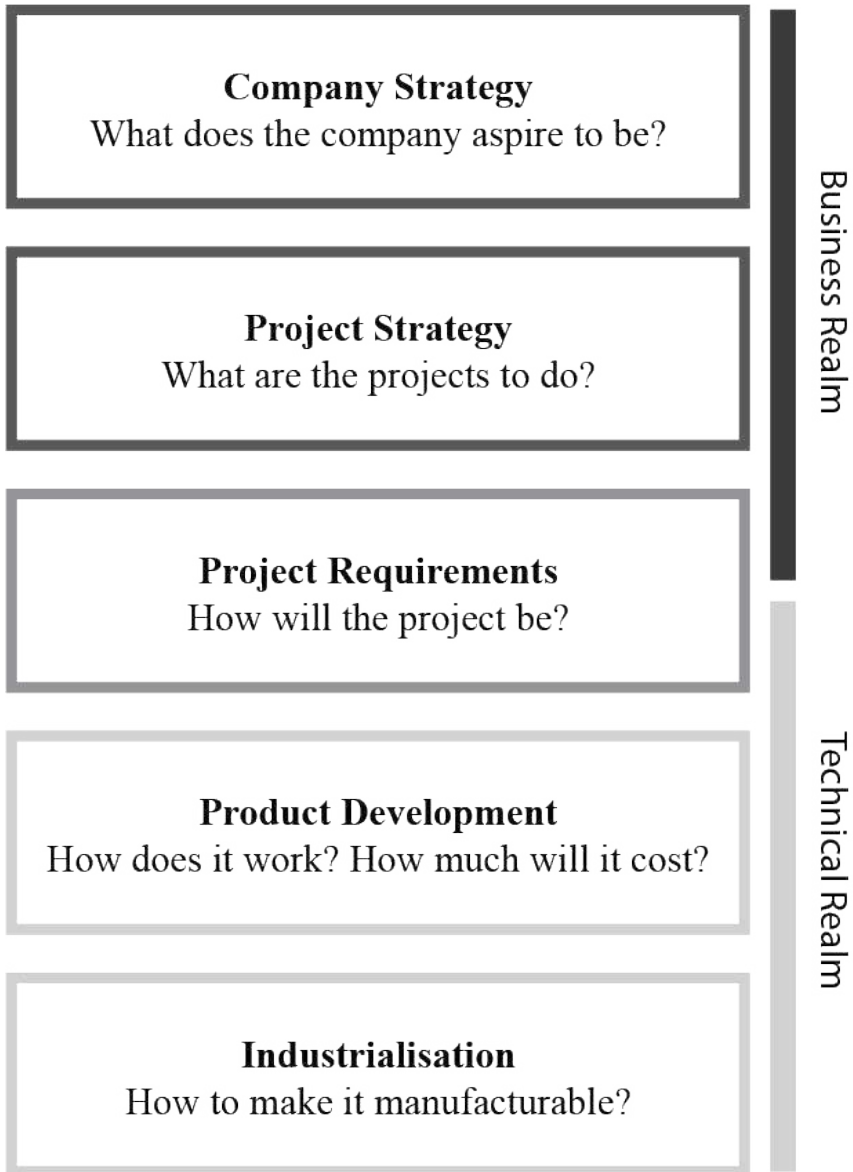 Company Strategy
What does the company aspire to be?
Project Strategy
What are the projects to do?
Project Requirements
How will the project be?
Product Development
How does it work? How much will it cost?
Industrialisation
How to make it manufacturable?
Business Realm
Technical Realm